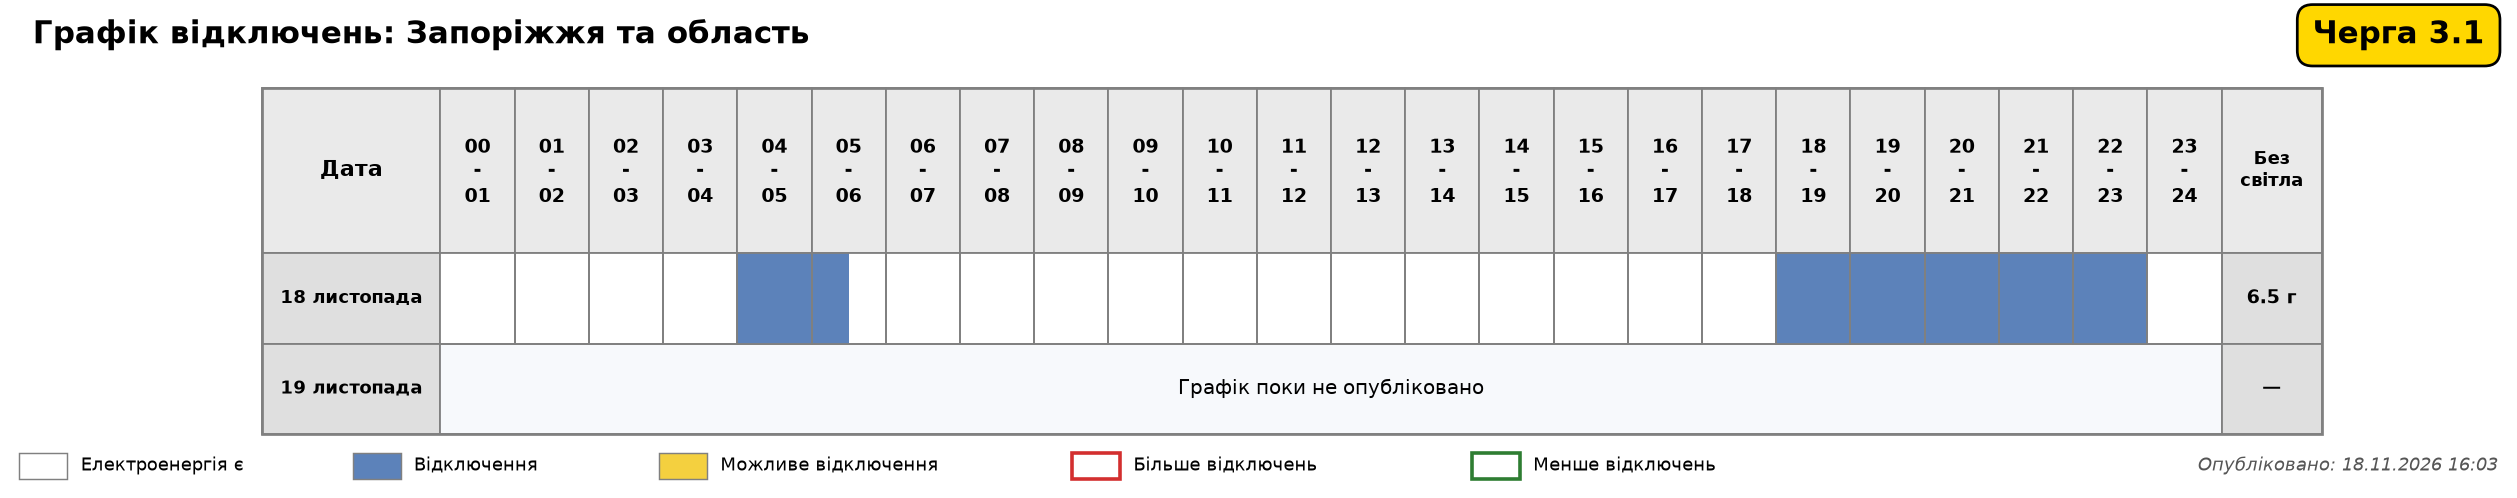 Графік відключень: Запоріжжя та область
Черга 3.1
Дата
00 - 01
01 - 02
02 - 03
03 - 04
04 - 05
05 - 06
06 - 07
07 - 08
08 - 09
09 - 10
10 - 11
11 - 12
12 - 13
13 - 14
14 - 15
15 - 16
16 - 17
17 - 18
18 - 19
19 - 20
20 - 21
21 - 22
22 - 23
23 - 24
Без
світла
18 листопада
6.5 г
19 листопада
Графік поки не опубліковано
—
Електроенергія є
Відключення
Можливе відключення
Більше відключень
Менше відключень
Опубліковано: 18.11.2026 16:03